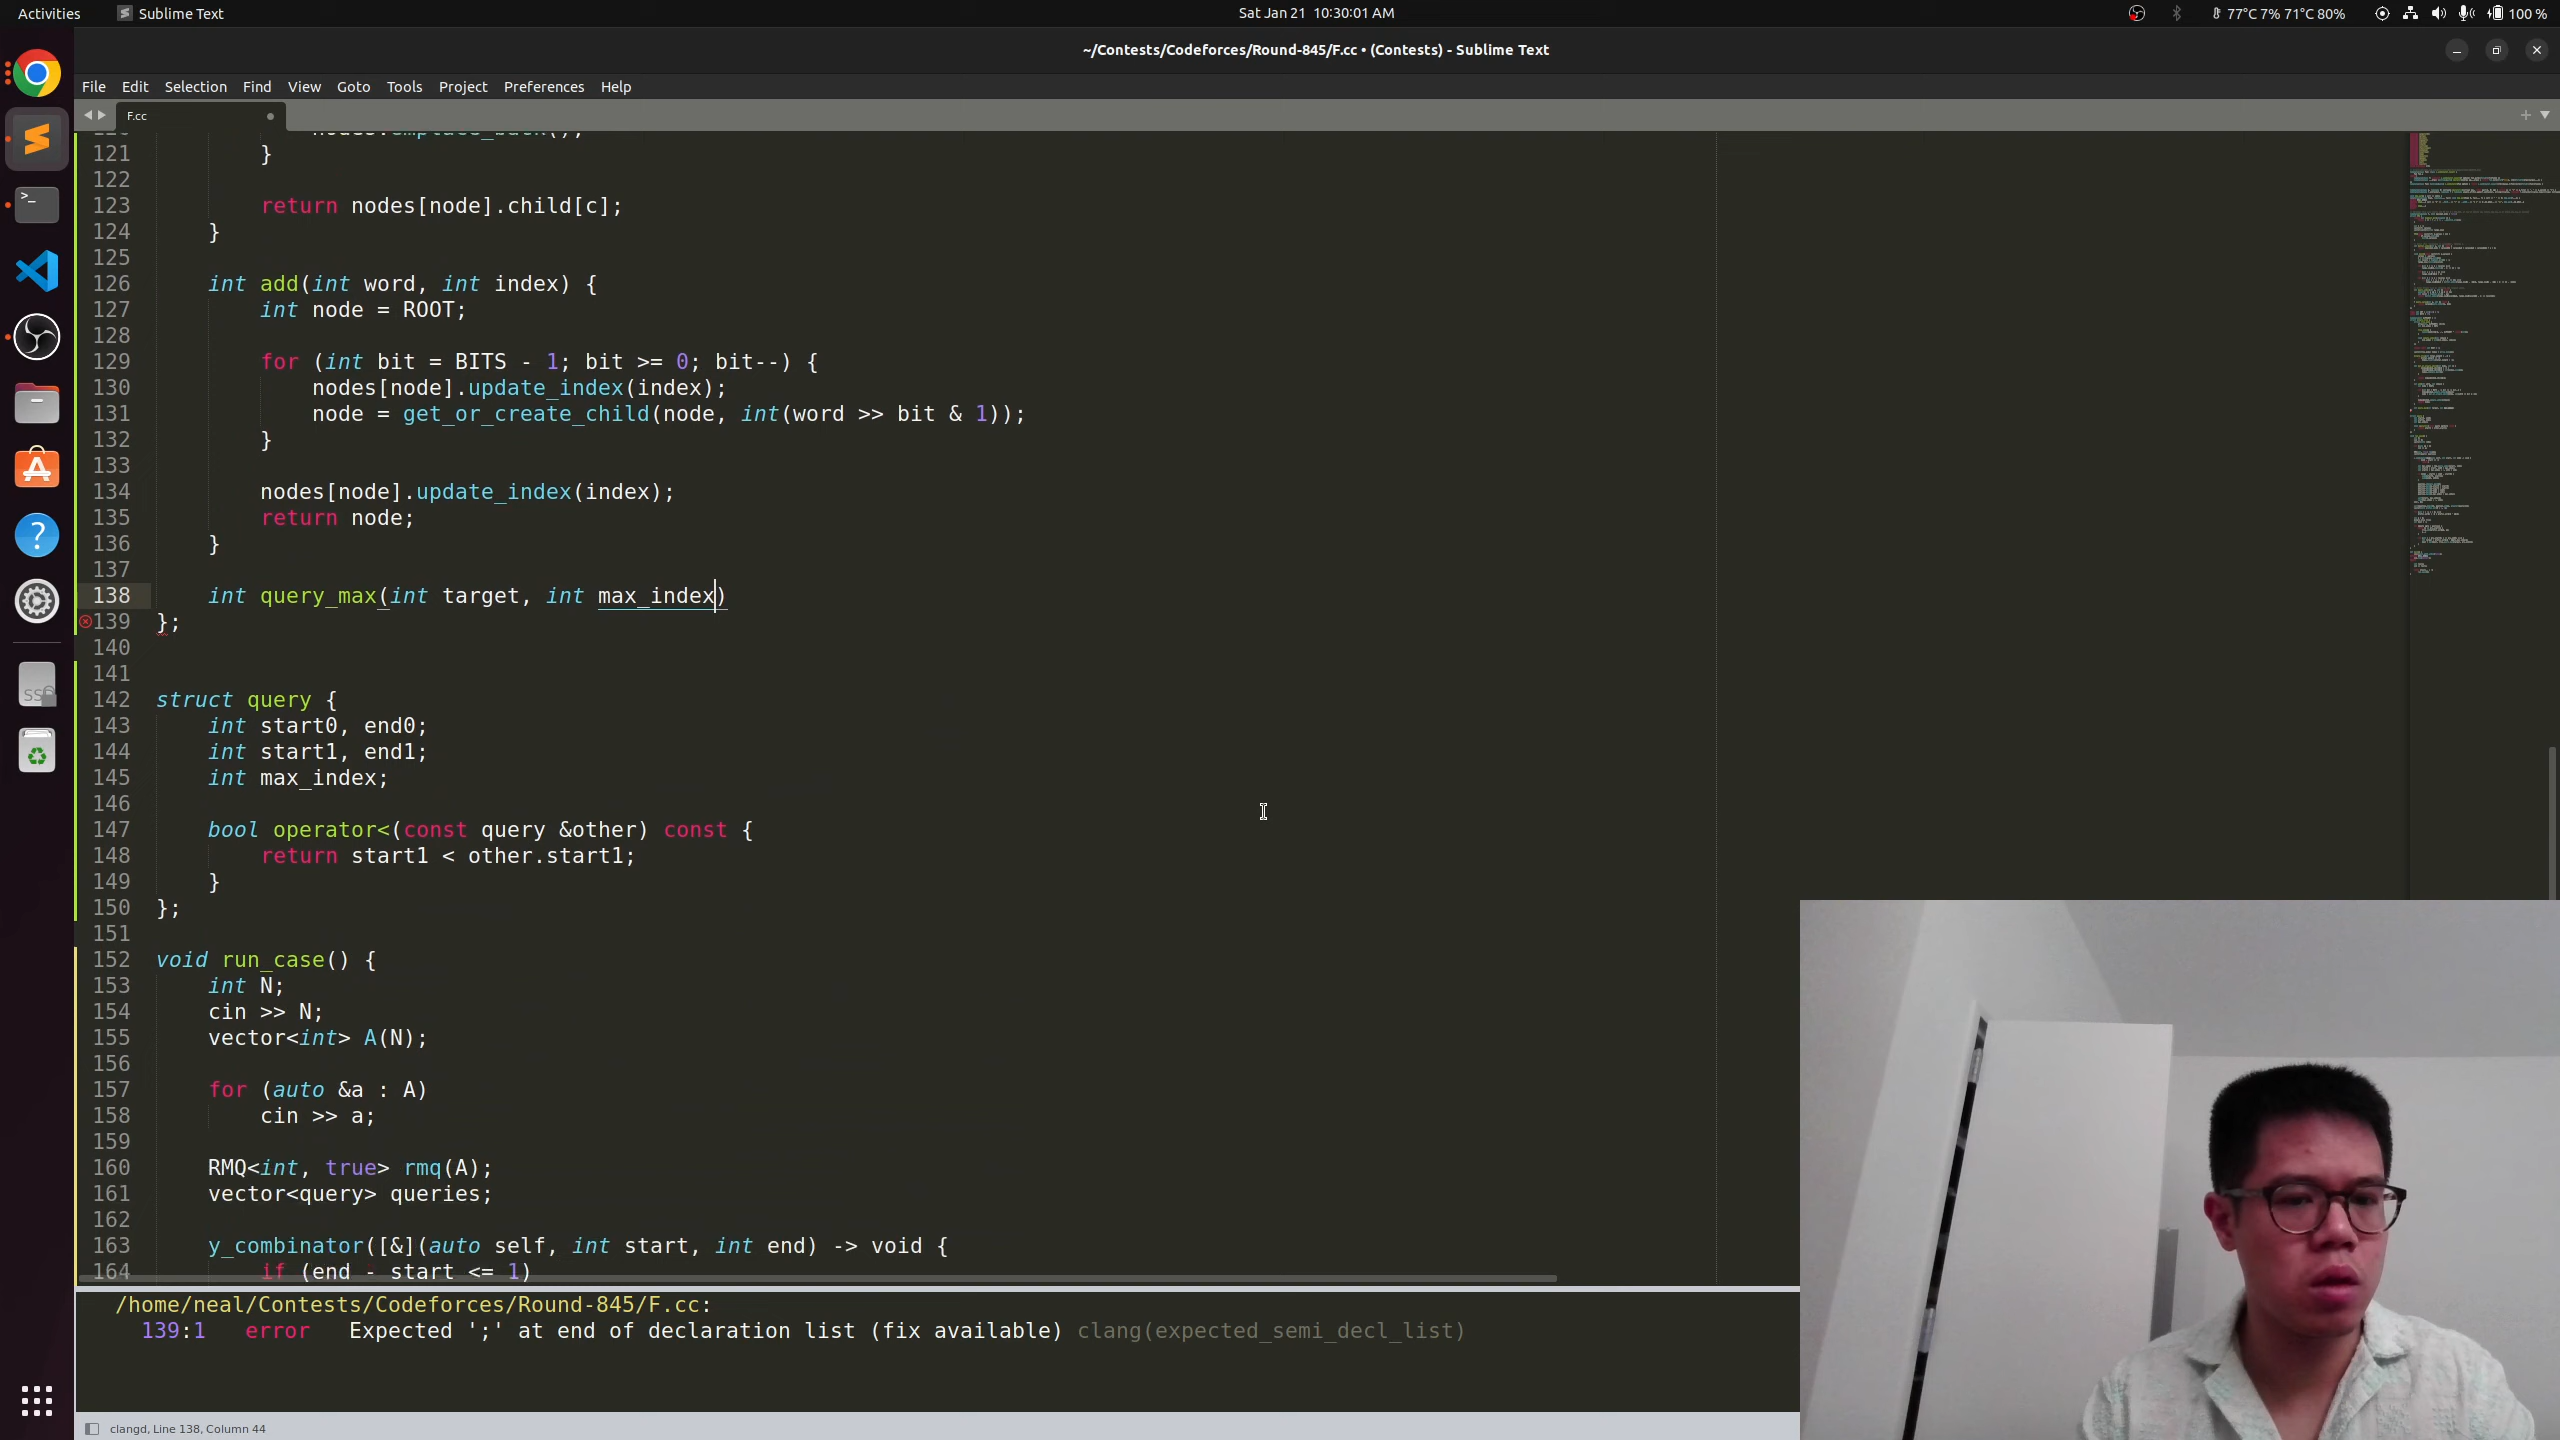 Activities Sublime Text Sat Jan 21 10:30:01 AM 77°C 7% 71°C 80% 100 %
~/Contests/Codeforces/Round-845/F.cc • (Contests) - Sublime Text
File Edit Selection Find View Goto Tools Project Preferences Help
F.cc
121 }
122
123 return nodes[node].child[c];
124 }
125
126 int add(int word, int index) {
127 int node = ROOT;
128
129 for (int bit = BITS - 1; bit >= 0; bit--) {
130 nodes[node].update_index(index);
131 node = get_or_create_child(node, int(word >> bit & 1));
132 }
133
134 nodes[node].update_index(index);
135 return node;
136 }
137
138 int query_max(int target, int max_index)
139 };
140
141
142 struct query {
143 int start0, end0;
144 int start1, end1;
145 int max_index;
146
147 bool operator<(const query &other) const {
148 return start1 < other.start1;
149 }
150 };
151
152 void run_case() {
153 int N;
154 cin >> N;
155 vector<int> A(N);
156
157 for (auto &a : A)
158 cin >> a;
159
160 RMQ<int, true> rmq(A);
161 vector<query> queries;
162
163 y_combinator([&](auto self, int start, int end) -> void {
164 if (end - start <= 1)
/home/neal/Contests/Codeforces/Round-845/F.cc:
139:1 error Expected ';' at end of declaration list (fix available) clang(expected_semi_decl_list)
clangd, Line 138, Column 44